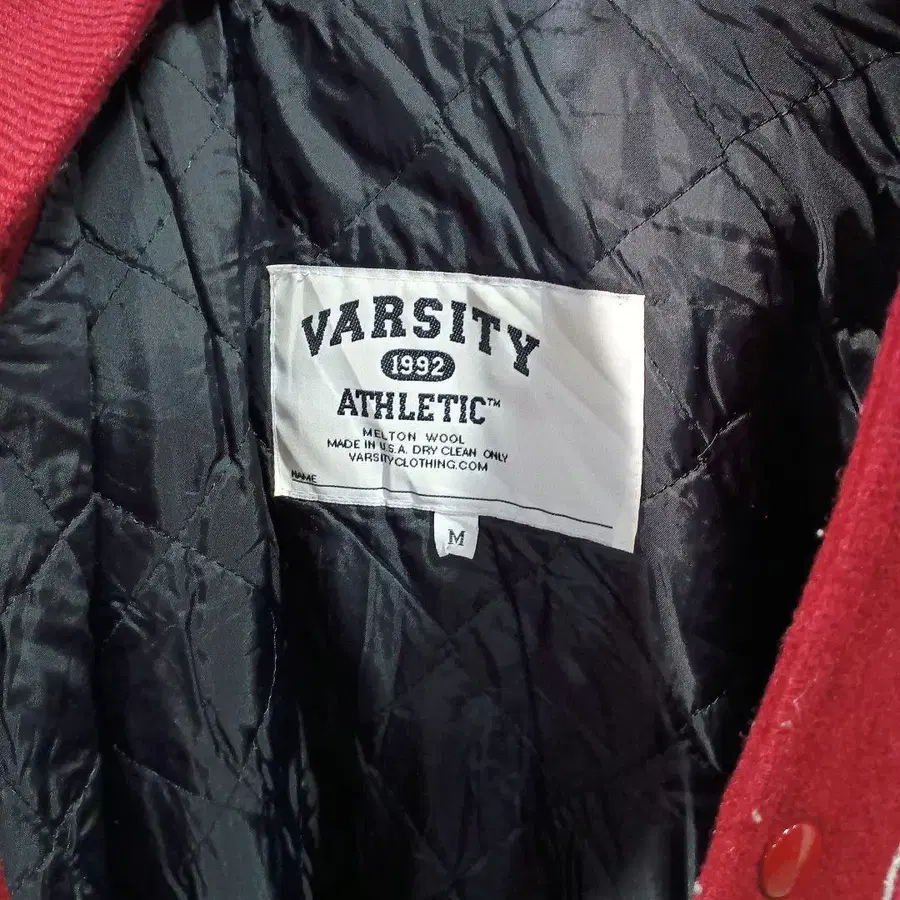 VARSITY
1992
ATHLETIC™
MELTON WOOL
MADE IN U.S.A. DRY CLEAN ONLY
VARSITYCLOTHING.COM
NAME
M